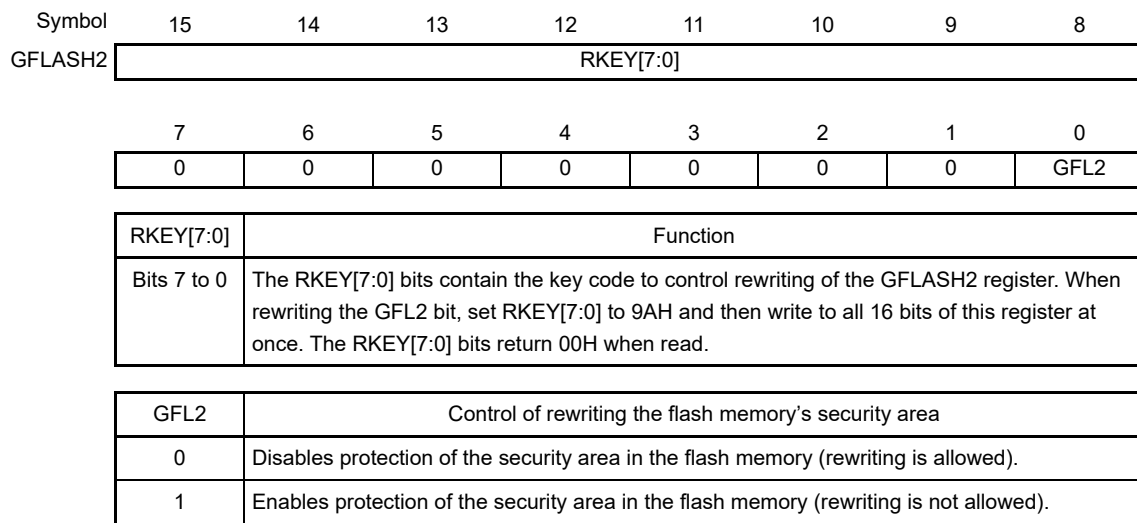 Symbol 15 14 13 12 11 10 9 8
GFLASH2 RKEY[7:0]
7 6 5 4 3 2 1 0
0 0 0 0 0 0 0 GFL2
RKEY[7:0] Function
Bits 7 to 0 The RKEY[7:0] bits contain the key code to control rewriting of the GFLASH2 register. When
rewriting the GFL2 bit, set RKEY[7:0] to 9AH and then write to all 16 bits of this register at
once. The RKEY[7:0] bits return 00H when read.
GFL2 Control of rewriting the flash memory's security area
0 Disables protection of the security area in the flash memory (rewriting is allowed).
1 Enables protection of the security area in the flash memory (rewriting is not allowed).